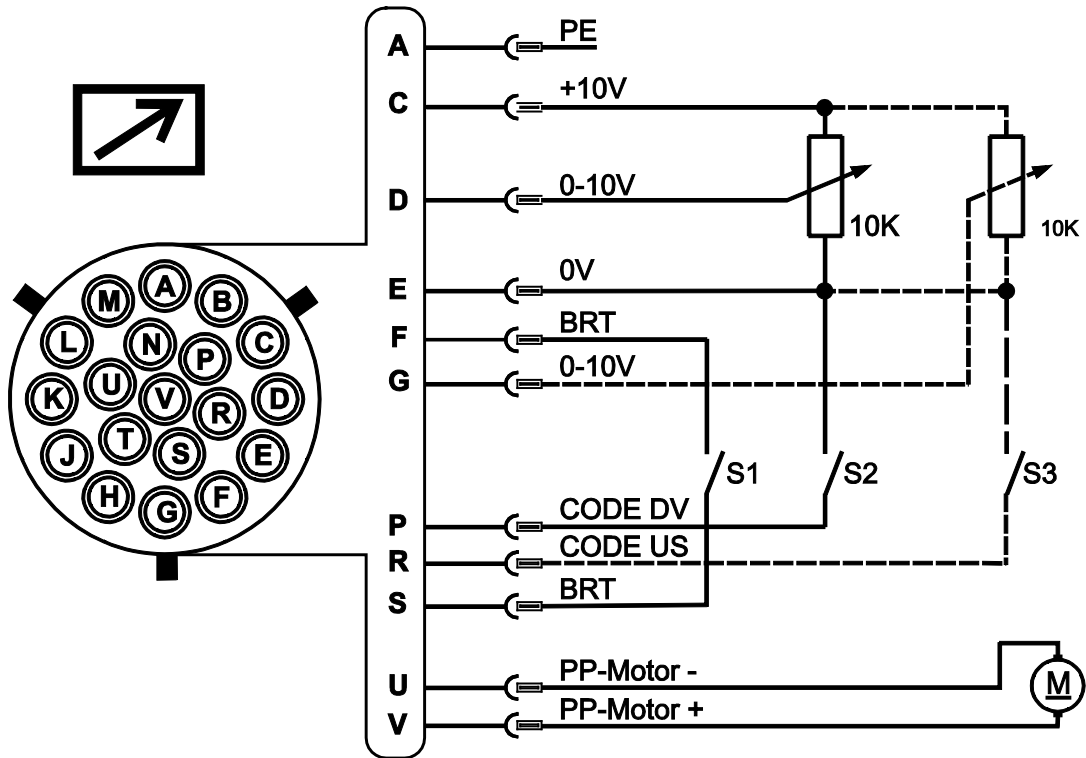 A PE
C +10V
D 0-10V
10K
10K
E 0V
F BRT
G 0-10V
S1 S2 S3
P CODE DV
R CODE US
S BRT
U PP-Motor -
V PP-Motor +
M
A
M B
L N P C
K U V R D
J T S E
H G F